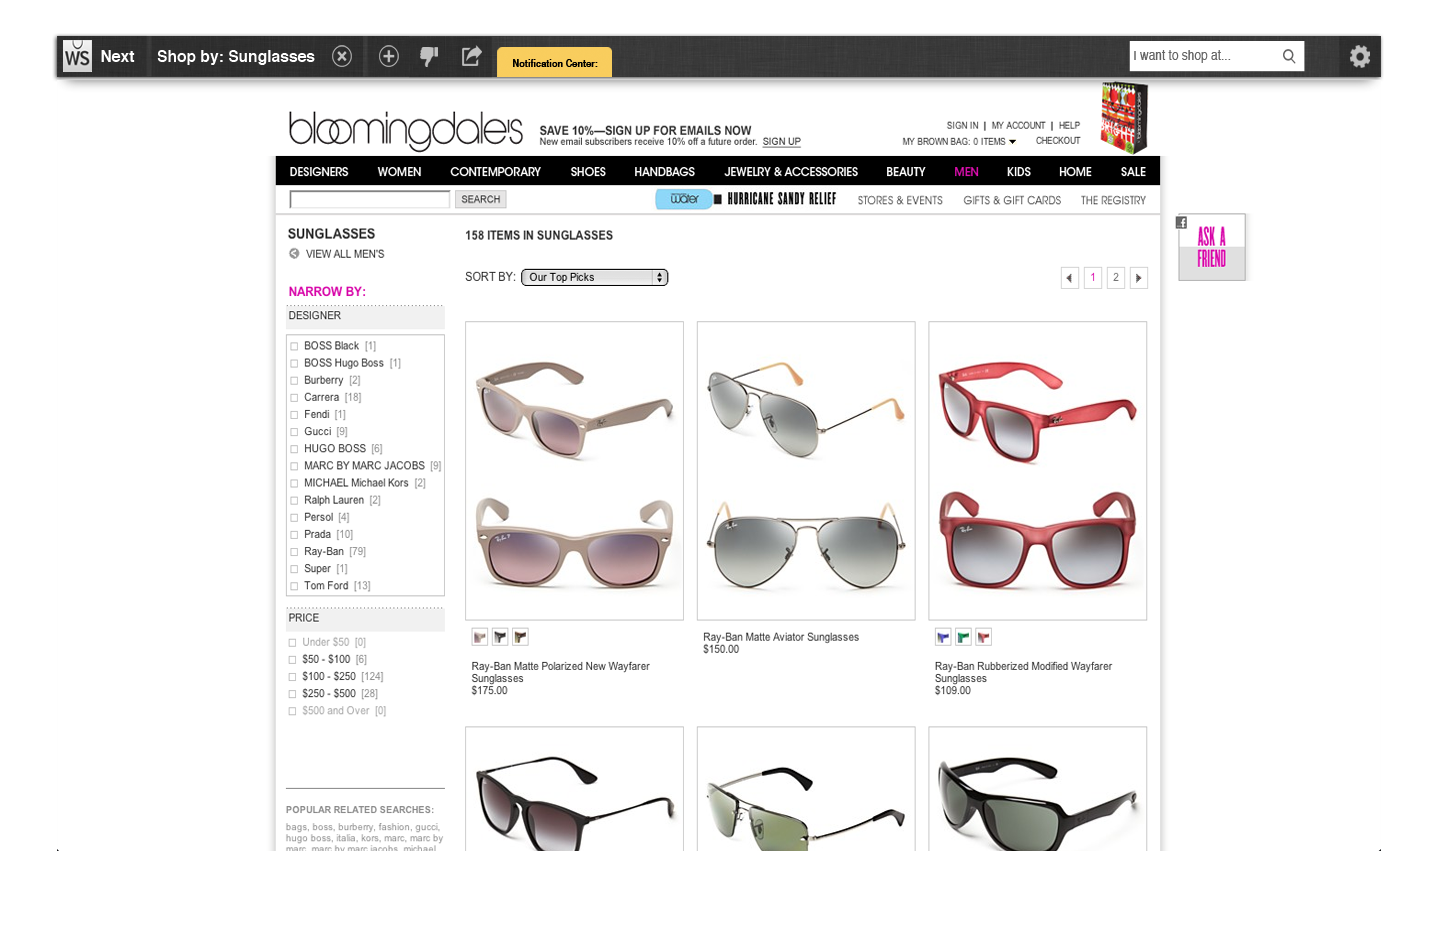 WS Next Shop by: Sunglasses Notification Center: I want to shop at...
bloomingdale's
SAVE 10%—SIGN UP FOR EMAILS NOW
New email subscribers receive 10% off a future order. SIGN UP
SIGN IN | MY ACCOUNT | HELP
MY BROWN BAG: 0 ITEMS CHECKOUT
bloomingdale's
DESIGNERS WOMEN CONTEMPORARY SHOES HANDBAGS JEWELRY & ACCESSORIES BEAUTY MEN KIDS HOME SALE
SEARCH water HURRICANE SANDY RELIEF STORES & EVENTS GIFTS & GIFT CARDS THE REGISTRY
f
ASK A
FRIEND
SUNGLASSES
VIEW ALL MEN'S
NARROW BY:
DESIGNER
BOSS Black [1]
BOSS Hugo Boss [1]
Burberry [2]
Carrera [18]
Fendi [1]
Gucci [9]
HUGO BOSS [6]
MARC BY MARC JACOBS [9]
MICHAEL Michael Kors [2]
Ralph Lauren [2]
Persol [4]
Prada [10]
Ray-Ban [79]
Super [1]
Tom Ford [13]
PRICE
Under $50 [0]
$50 - $100 [6]
$100 - $250 [124]
$250 - $500 [28]
$500 and Over [0]
POPULAR RELATED SEARCHES:
bags, boss, burberry, fashion, gucci,
hugo boss, italia, kors, marc, marc by
marc, marc by marc jacobs, michael
158 ITEMS IN SUNGLASSES
SORT BY: Our Top Picks
1 2
Ray-Ban Matte Polarized New Wayfarer
Sunglasses
$175.00
Ray-Ban Matte Aviator Sunglasses
$150.00
Ray-Ban Rubberized Modified Wayfarer
Sunglasses
$109.00